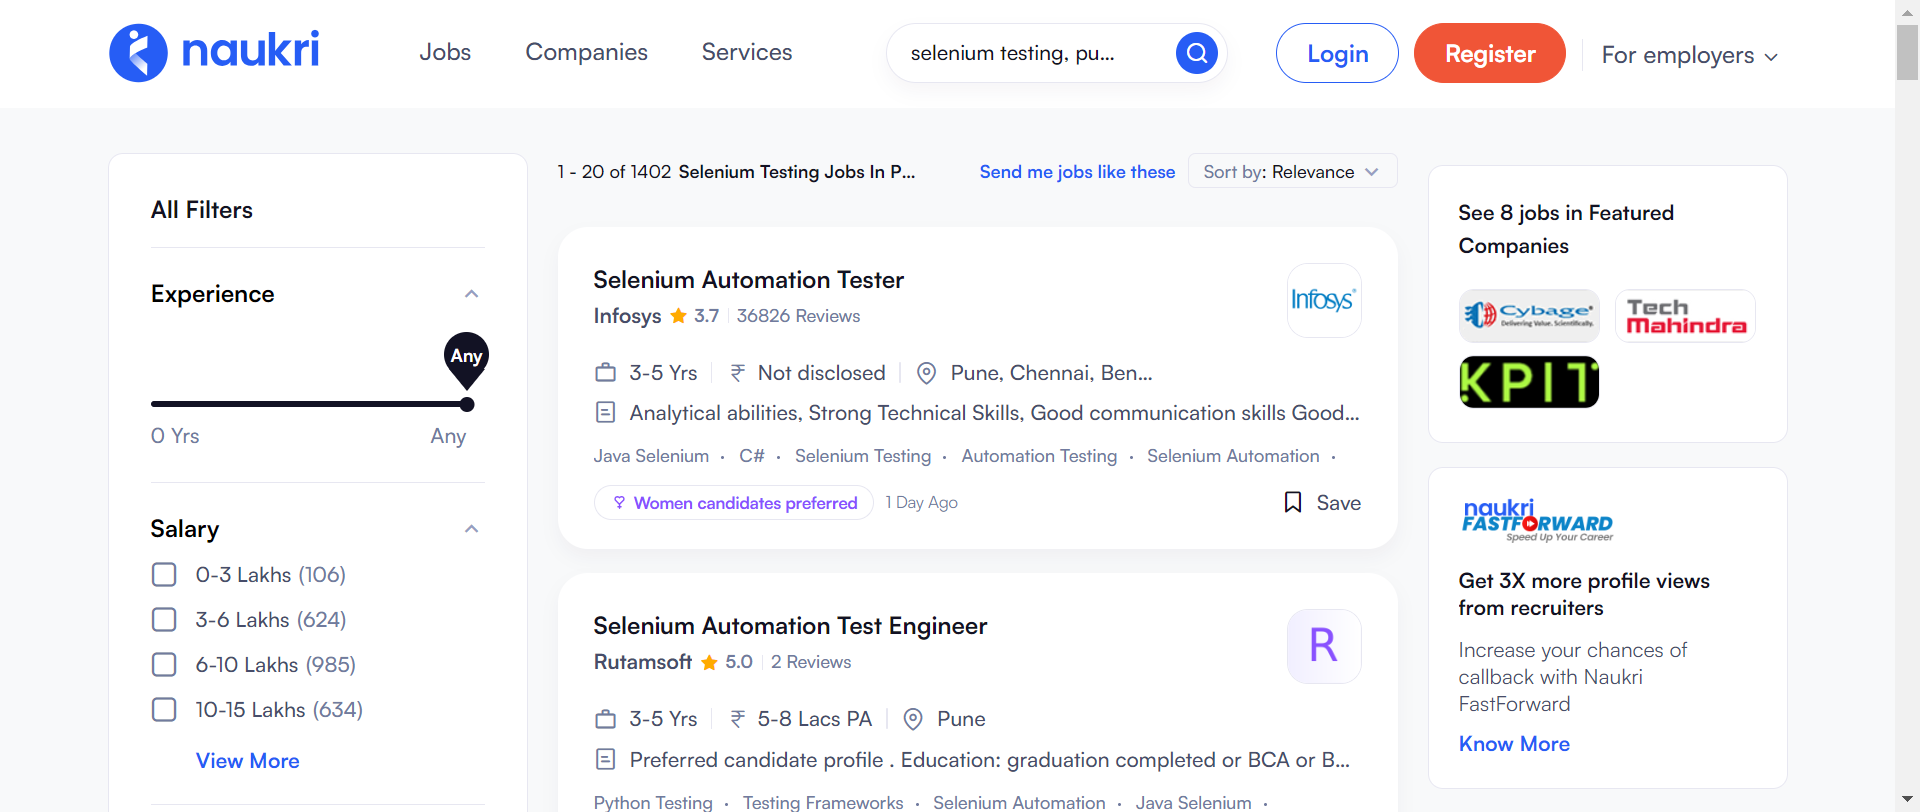 naukri
Jobs
Companies
Services
selenium testing, pu...
Login
Register
For employers
All Filters
Experience
Any
0 Yrs
Any
Salary
0-3 Lakhs (106)
3-6 Lakhs (624)
6-10 Lakhs (985)
10-15 Lakhs (634)
View More
1 - 20 of 1402 Selenium Testing Jobs In P...
Send me jobs like these
Sort by: Relevance
Selenium Automation Tester
Infosys 3.7 36826 Reviews
Infosys
3-5 Yrs ₹ Not disclosed Pune, Chennai, Ben...
Analytical abilities, Strong Technical Skills, Good communication skills Good...
Java Selenium · C# · Selenium Testing · Automation Testing · Selenium Automation ·
Women candidates preferred 1 Day Ago
Save
Selenium Automation Test Engineer
Rutamsoft 5.0 2 Reviews
R
3-5 Yrs ₹ 5-8 Lacs PA Pune
Preferred candidate profile . Education: graduation completed or BCA or B...
Python Testing · Testing Frameworks · Selenium Automation · Java Selenium ·
See 8 jobs in Featured
Companies
Cybage
Delivering Value. Scientifically.
Tech
Mahindra
KPIT
naukri
FASTFORWARD
Speed Up Your Career
Get 3X more profile views
from recruiters
Increase your chances of
callback with Naukri
FastForward
Know More